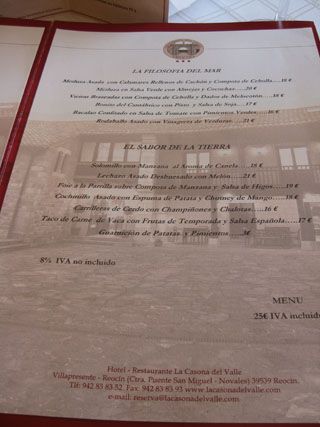 LA FILOSOFIA DEL MAR
Merluza Asada con Calamares Rellenos de Cachón y Compota de Cebolla....18 €
Merluza en Salsa Verde con Almejas y Cocochas....20 €
Vieiras Braseadas con Compota de Cebolla y Dados de Melocotón....18 €
Bonito del Cantábrico con Pisto y Salsa de Soja....17 €
Bacalao Confitado en Salsa de Tomate con Pimientos Verdes....16 €
Rodaballo Asado con Vinagreta de Verduras....21 €
EL SABOR DE LA TIERRA
Solomillo con Manzana al Aroma de Canela....18 €
Lechazo Asado Deshuesado con Melón....21 €
Foie a la Parrilla sobre Compota de Manzana y Salsa de Higos....19 €
Cochinillo Asado con Espuma de Patata y Chutney de Mango....18 €
Carrilleras de Cerdo con Champiñones y Chalotas....16 €
Taco de Carne de Vaca con Frutas de Temporada y Salsa Española.....17 €
Guarnición de Patatas y Pimientos....3€
8% IVA no incluido
MENU
25€ IVA incluid
Hotel - Restaurante La Casona del Valle
Villapresente - Reocín (Ctra. Puente San Miguel - Novales) 39539 Reocín.
Tlf: 942 83 83 52 Fax: 942 83 83 93 www.lacasonadelvalle.com
e-mail: reserva@lacasonadelvalle.com